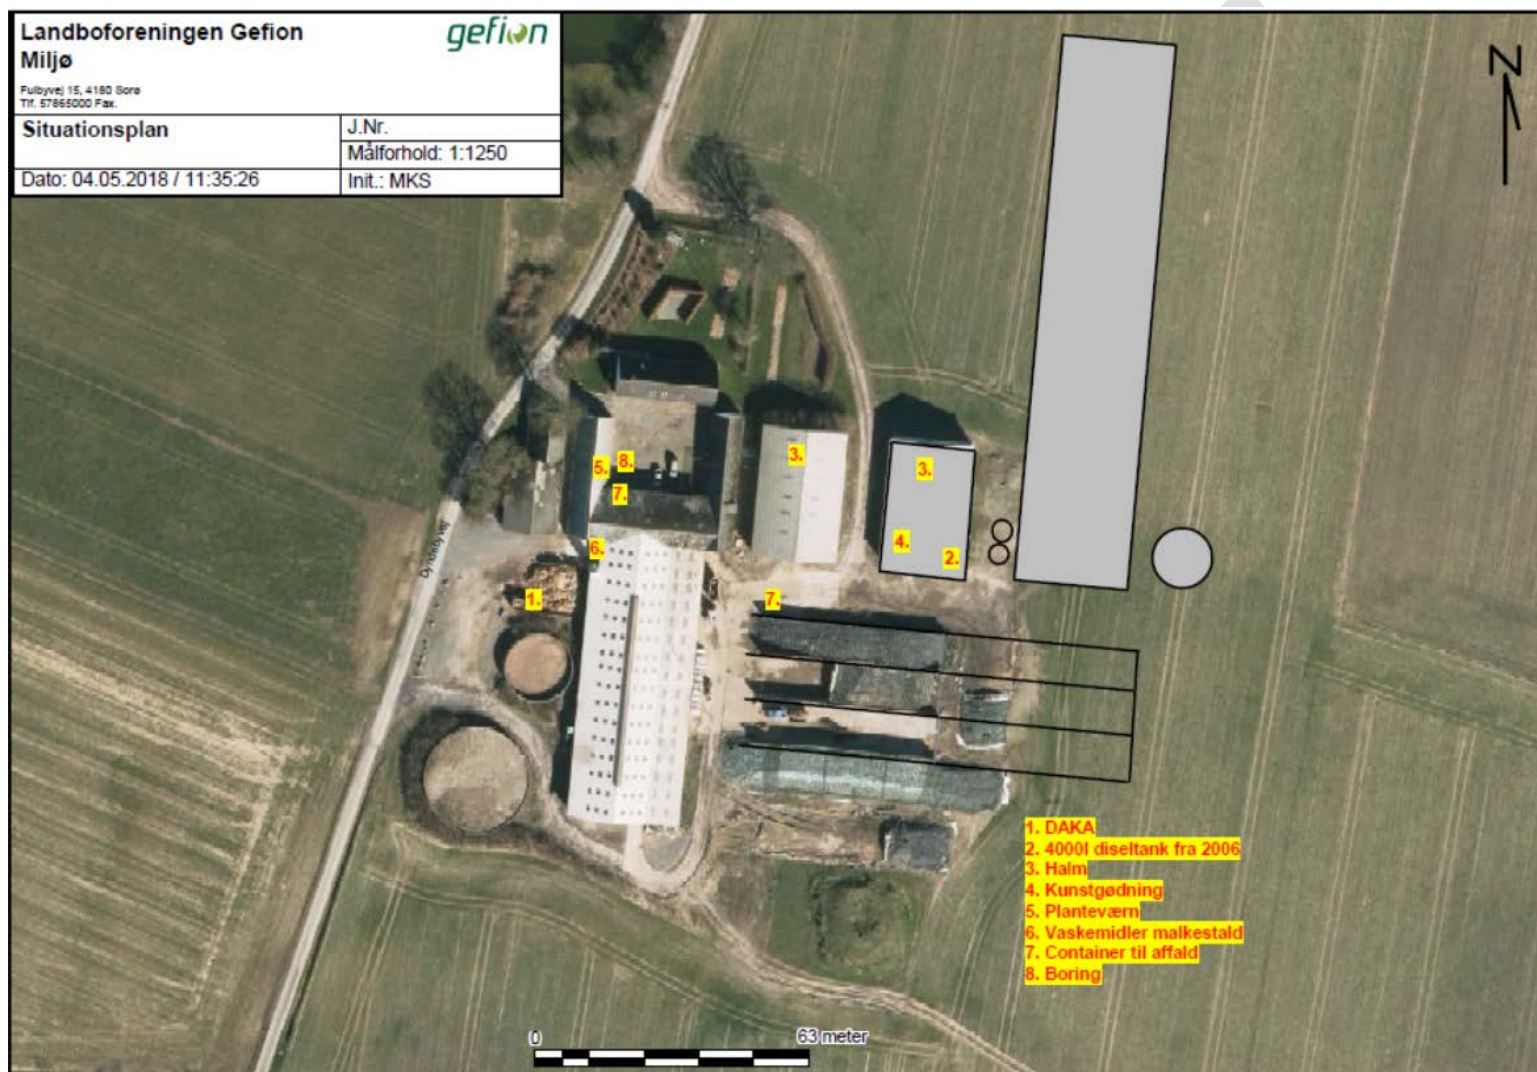 Landboforeningen Gefion
gefion
Miljø
Fulbyvej 15, 4180 Sorø
Tlf. 57865000 Fax.
Situationsplan
J.Nr.
Målforhold: 1:1250
Dato: 04.05.2018 / 11:35:26
Init.: MKS
N
3.
3.
5.
8.
7.
4.
2.
6.
1.
7.
Dyndebyvej
1. DAKA
2. 4000l diseltank fra 2006
3. Halm
4. Kunstgødning
5. Planteværn
6. Vaskemidler malkestald
7. Container til affald
8. Boring
0
63 meter